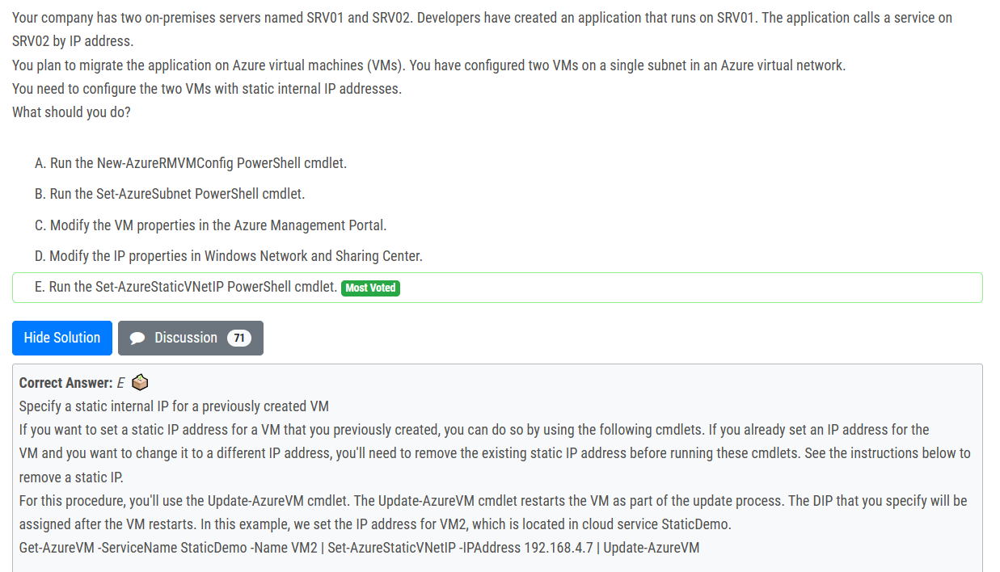 Your company has two on-premises servers named SRV01 and SRV02. Developers have created an application that runs on SRV01. The application calls a service on
SRV02 by IP address.
You plan to migrate the application on Azure virtual machines (VMs). You have configured two VMs on a single subnet in an Azure virtual network.
You need to configure the two VMs with static internal IP addresses.
What should you do?
A. Run the New-AzureRMVMConfig PowerShell cmdlet.
B. Run the Set-AzureSubnet PowerShell cmdlet.
C. Modify the VM properties in the Azure Management Portal.
D. Modify the IP properties in Windows Network and Sharing Center.
E. Run the Set-AzureStaticVNetIP PowerShell cmdlet. Most Voted
Hide Solution Discussion 71
Correct Answer: E
Specify a static internal IP for a previously created VM
If you want to set a static IP address for a VM that you previously created, you can do so by using the following cmdlets. If you already set an IP address for the
VM and you want to change it to a different IP address, you'll need to remove the existing static IP address before running these cmdlets. See the instructions below to
remove a static IP.
For this procedure, you'll use the Update-AzureVM cmdlet. The Update-AzureVM cmdlet restarts the VM as part of the update process. The DIP that you specify will be
assigned after the VM restarts. In this example, we set the IP address for VM2, which is located in cloud service StaticDemo.
Get-AzureVM -ServiceName StaticDemo -Name VM2 | Set-AzureStaticVNetIP -IPAddress 192.168.4.7 | Update-AzureVM